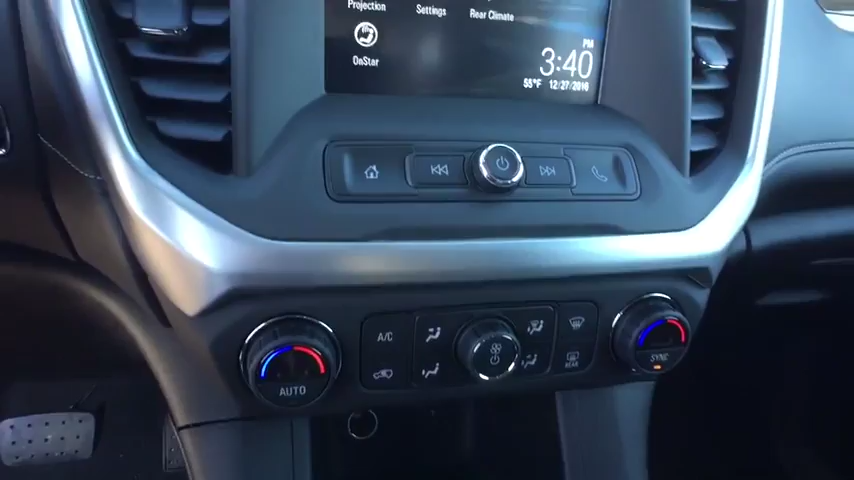 Projection
Settings
Rear Climate
OnStar
PM
3:40
55°F 12/27/2016
A/C
AUTO
REAR
SYNC